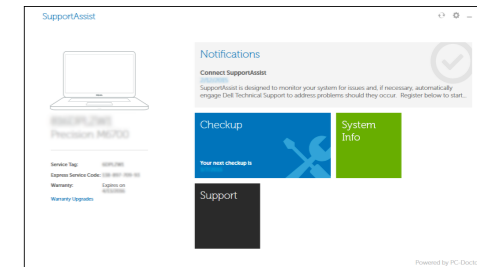 SupportAssist
Notifications
Connect SupportAssist
SupportAssist is designed to monitor your system for issues and, if necessary, automatically
engage Dell Technical Support to address problems should they occur. Register below to start...
Precision M6700
Checkup
System
Info
Your next checkup is
Service Tag:
Express Service Code:
Warranty: Expires on
Warranty Upgrades
Support
Powered by PC-Docto